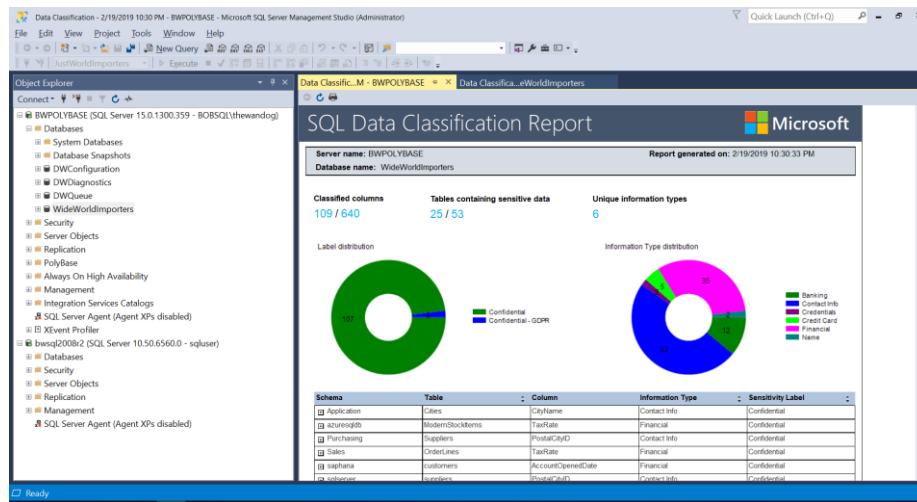 Data Classification - 2/19/2019 10:30 PM - BWPOLYBASE - Microsoft SQL Server Management Studio (Administrator)
Quick Launch (Ctrl+Q)
File Edit View Project Tools Window Help
New Query
JustWorldImporters
Execute
Object Explorer
Connect
BWPOLYBASE (SQL Server 15.0.1300.359 - BOBSQL\thewandog)
Databases
System Databases
Database Snapshots
DWConfiguration
DWDiagnostics
DWQueue
WideWorldImporters
Security
Server Objects
Replication
PolyBase
Always On High Availability
Management
Integration Services Catalogs
SQL Server Agent (Agent XPs disabled)
XEvent Profiler
bwsql2008r2 (SQL Server 10.50.6560.0 - sqluser)
Databases
Security
Server Objects
Replication
Management
SQL Server Agent (Agent XPs disabled)
Data Classific...M - BWPOLYBASE
Data Classifica...eWorldImporters
SQL Data Classification Report
Microsoft
Server name: BWPOLYBASE
Report generated on: 2/19/2019 10:30:33 PM
Database name: WideWorldImporters
Classified columns Tables containing sensitive data Unique information types
109 / 640 25 / 53 6
Label distribution
107
2
Confidential
Confidential - GDPR
Information Type distribution
35
5
2
12
Banking
Contact Info
Credentials
Credit Card
Financial
Name
Schema Table Column Information Type Sensitivity Label
Application Cities CityName Contact Info Confidential
azuresqldb ModernStockItems TaxRate Financial Confidential
Purchasing Suppliers PostalCityID Contact Info Confidential
Sales OrderLines TaxRate Financial Confidential
saphana customers AccountOpenedDate Financial Confidential
sqlserver suppliers PostalCityID Contact Info Confidential
Ready